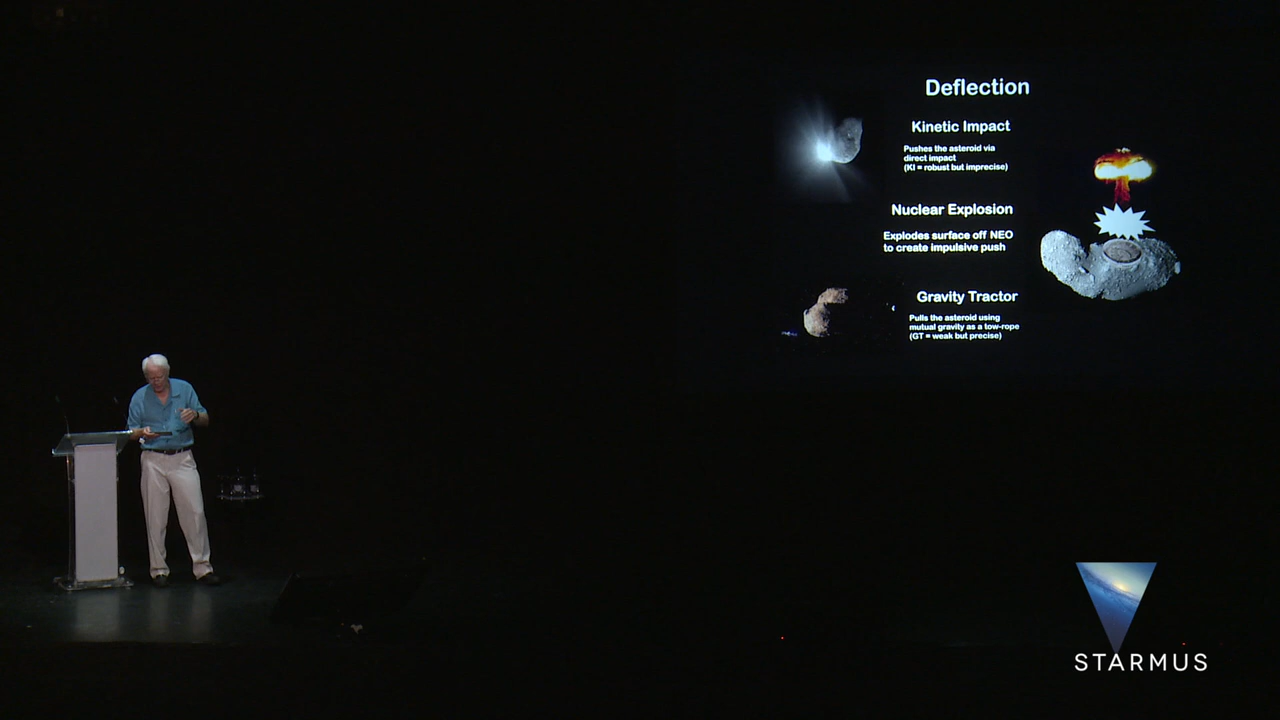 Deflection
Kinetic Impact
Pushes the asteroid via
direct impact
(KI = robust but imprecise)
Nuclear Explosion
Explodes surface off NEO
to create impulsive push
Gravity Tractor
Pulls the asteroid using
mutual gravity as a tow-rope
(GT = weak but precise)
STARMUS